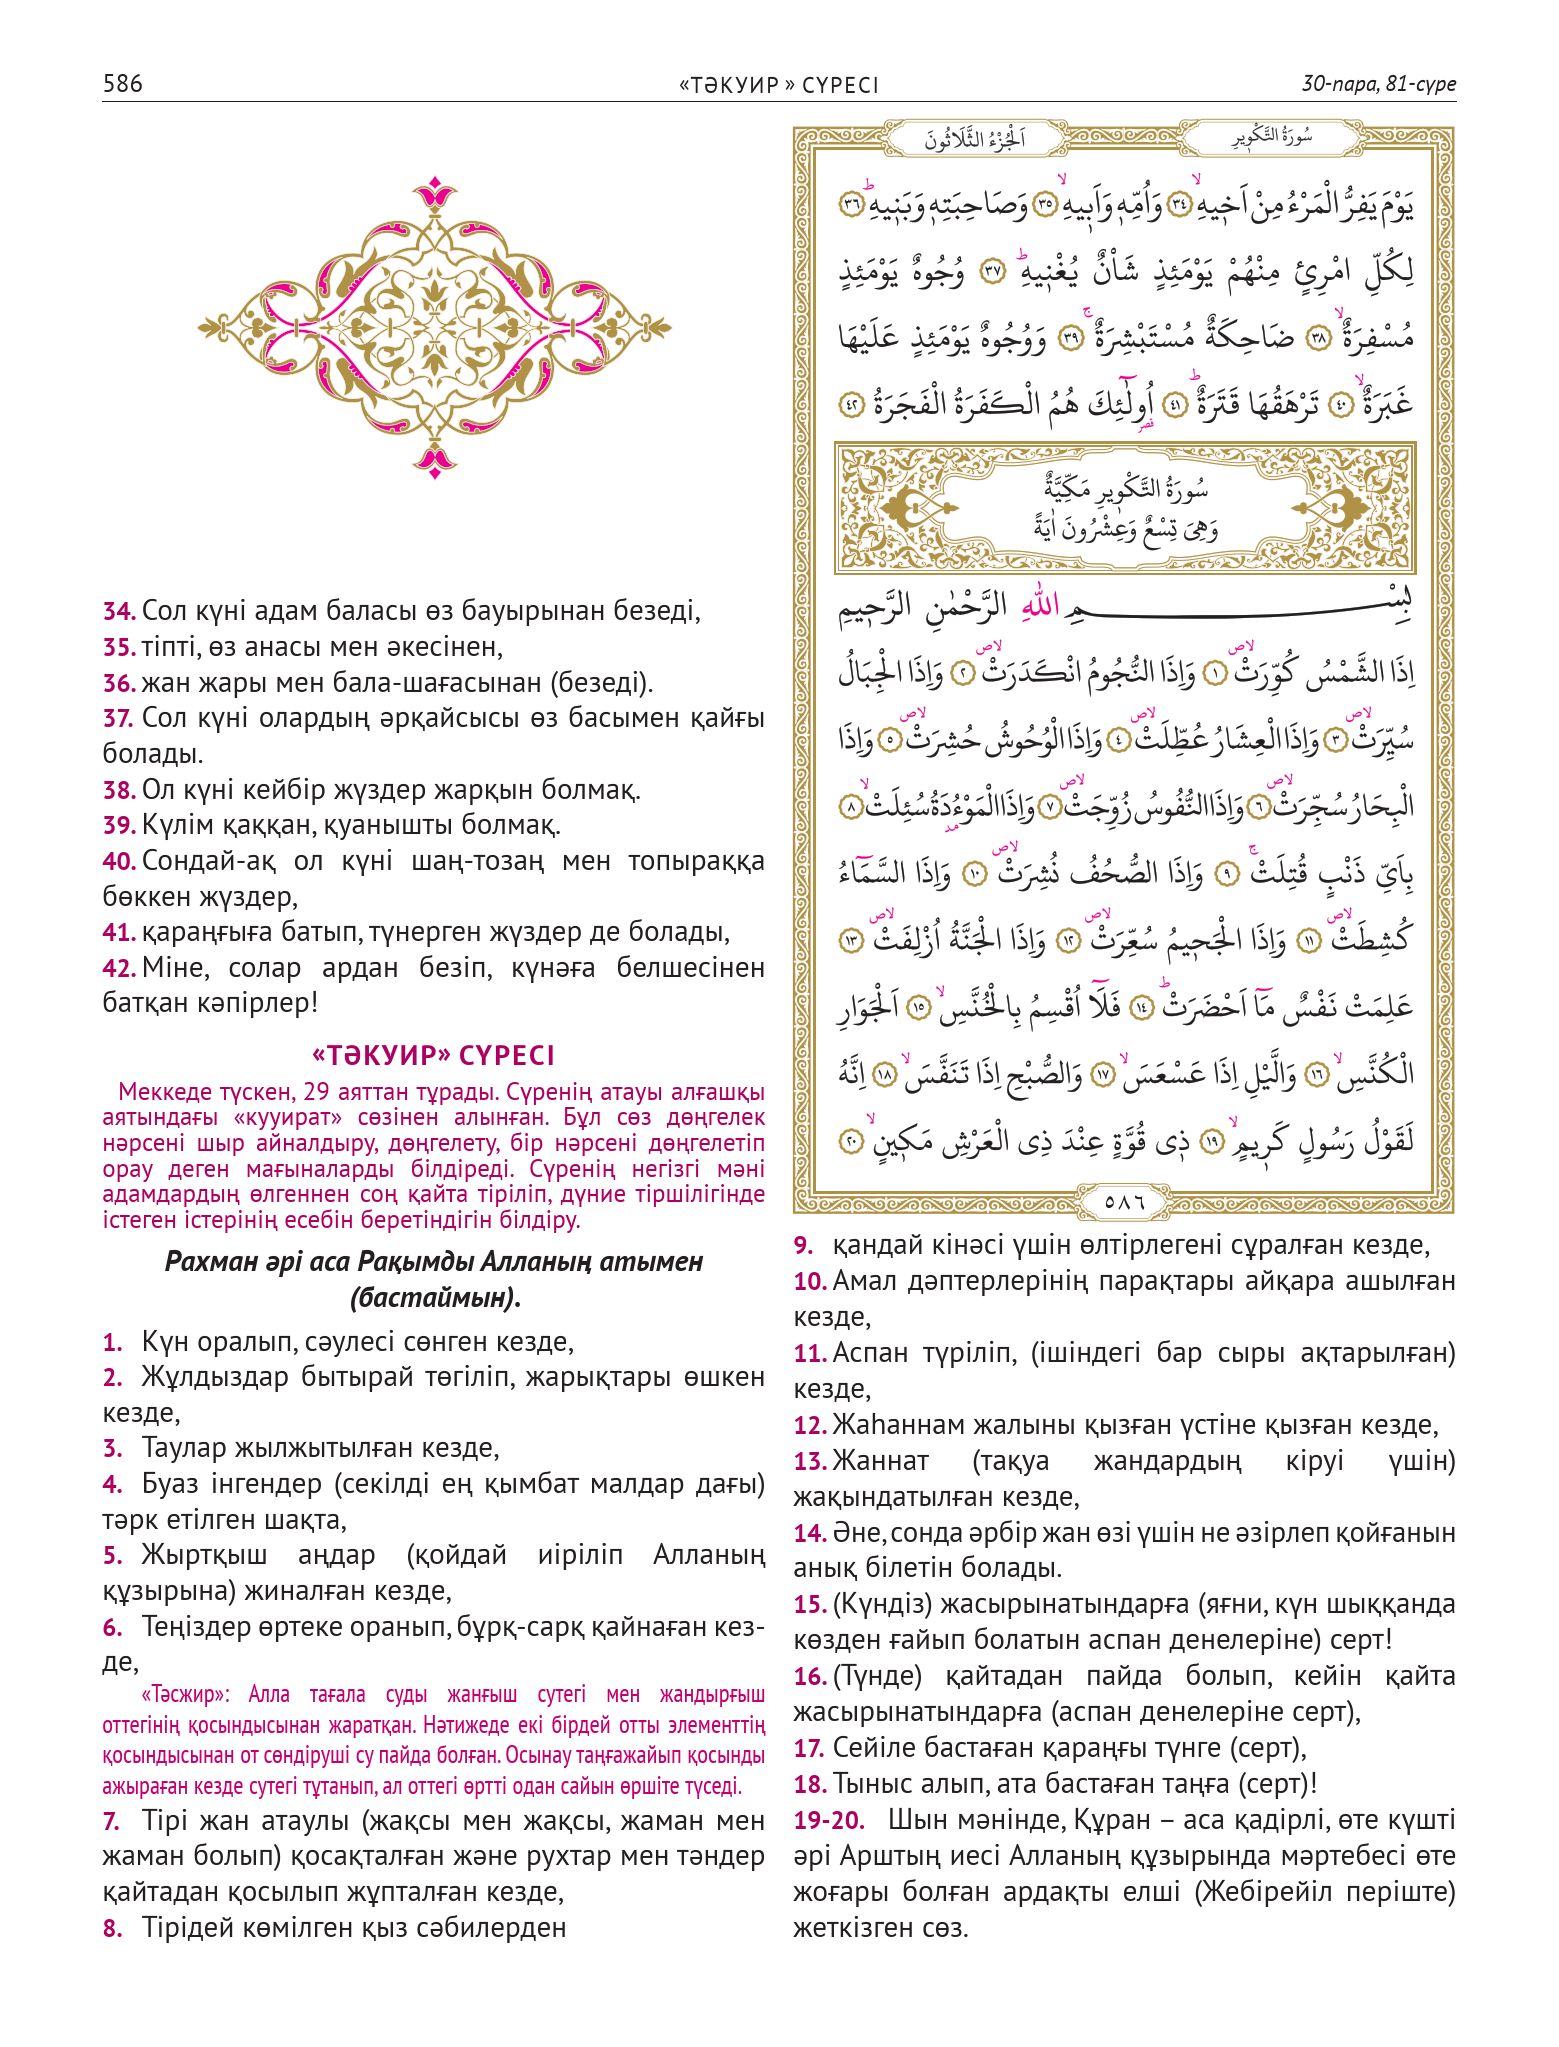 586
«ТӘКУИР » СҮРЕСІ
30-пара, 81-сүре
34. Сол күні адам баласы өз бауырынан безеді,
35. тіпті, өз анасы мен әкесінен,
36. жан жары мен бала-шағасынан (безеді).
37. Сол күні олардың әрқайсысы өз басымен қайғы
болады.
38. Ол күні кейбір жүздер жарқын болмақ.
39. Күлім қаққан, қуанышты болмақ.
40. Сондай-ақ ол күні шаң-тозаң мен топыраққа
бөккен жүздер,
41. қараңғыға батып, түнерген жүздер де болады,
42. Міне, солар ардан безіп, күнәға белшесінен
батқан кәпірлер!
«ТӘКУИР» СҮРЕСІ
Меккеде түскен, 29 аяттан тұрады. Сүренің атауы алғашқы
аятындағы «кууират» сөзінен алынған. Бұл сөз дөңгелек
нәрсені шыр айналдыру, дөңгелету, бір нәрсені дөңгелетіп
орау деген мағыналарды білдіреді. Сүренің негізгі мәні
адамдардың өлгеннен соң қайта тіріліп, дүние тіршілігінде
істеген істерінің есебін беретіндігін білдіру.
Рахман әрі аса Рақымды Алланың атымен
(бастаймын).
1. Күн оралып, сәулесі сөнген кезде,
2. Жұлдыздар бытырай төгіліп, жарықтары өшкен
кезде,
3. Таулар жылжытылған кезде,
4. Буаз інгендер (секілді ең қымбат малдар дағы)
тәрк етілген шақта,
5. Жыртқыш аңдар (қойдай иіріліп Алланың
құзырына) жиналған кезде,
6. Теңіздер өртеке оранып, бұрқ-сарқ қайнаған кез-
де,
«Тәсжир»: Алла тағала суды жанғыш сутегі мен жандырғыш
оттегінің қосындысынан жаратқан. Нәтижеде екі бірдей отты элементтің
қосындысынан от сөндіруші су пайда болған. Осынау таңғажайып қосынды
ажыраған кезде сутегі тұтанып, ал оттегі өртті одан сайын өршіте түседі.
7. Тірі жан атаулы (жақсы мен жақсы, жаман мен
жаман болып) қосақталған және рухтар мен тәндер
қайтадан қосылып жұпталған кезде,
8. Тірідей көмілген қыз сәбилерден
سُورَةُ التَّكْوِيرِ
اَلْجُزْءُ الثَّلَاثُونَ
يَوْمَ يَفِرُّ الْمَرْءُ مِنْ اَخِيهِۙ ﴿٣٤﴾ وَاُمِّهِ وَاَبِيهِۙ ﴿٣٥﴾ وَصَاحِبَتِهِ وَبَنِيهِۜ ﴿٣٦﴾
لِكُلِّ امْرِئٍ مِنْهُمْ يَوْمَئِذٍ شَأْنٌ يُغْنِيهِۜ ﴿٣٧﴾ وُجُوهٌ يَوْمَئِذٍ
مُسْفِرَةٌۙ ﴿٣٨﴾ ضَاحِكَةٌ مُسْتَبْشِرَةٌۚ ﴿٣٩﴾ وَوُجُوهٌ يَوْمَئِذٍ عَلَيْهَا
غَبَرَةٌۙ ﴿٤٠﴾ تَرْهَقُهَا قَتَرَةٌۜ ﴿٤١﴾ اُو۬لٰٓئِكَ هُمُ الْكَفَرَةُ الْفَجَرَةُ ﴿٤٢﴾
سُورَةُ التَّكْوِيرِ مَكِّيَّةٌ
وَهِيَ تِسْعٌ وَعِشْرُونَ اٰيَةً
بِسْمِ اللّٰهِ الرَّحْمٰنِ الرَّحِيمِ
اِذَا الشَّمْسُ كُوِّرَتْۙ ﴿١﴾ وَاِذَا النُّجُومُ انْكَدَرَتْۙ ﴿٢﴾ وَاِذَا الْجِبَالُ
سُيِّرَتْۙ ﴿٣﴾ وَاِذَا الْعِشَارُ عُطِّلَتْۙ ﴿٤﴾ وَاِذَا الْوُحُوشُ حُشِرَتْۙ ﴿٥﴾ وَاِذَا
الْبِحَارُ سُجِّرَتْۙ ﴿٦﴾ وَاِذَا النُّفُوسُ زُوِّجَتْۙ ﴿٧﴾ وَاِذَا الْمَوْءُدَةُ سُئِلَتْۙ ﴿٨﴾
بِاَيِّ ذَنْبٍ قُتِلَتْۚ ﴿٩﴾ وَاِذَا الصُّحُفُ نُشِرَتْۙ ﴿١٠﴾ وَاِذَا السَّمَٓاءُ
كُشِطَتْۙ ﴿١١﴾ وَاِذَا الْجَحِيمُ سُعِّرَتْۙ ﴿١٢﴾ وَاِذَا الْجَنَّةُ اُزْلِفَتْۙ ﴿١٣﴾
عَلِمَتْ نَفْسٌ مَٓا اَحْضَرَتْۜ ﴿١٤﴾ فَلَٓا اُقْسِمُ بِالْخُنَّسِۙ ﴿١٥﴾ اَلْجَوَارِ
الْكُنَّسِۙ ﴿١٦﴾ وَالَّيْلِ اِذَا عَسْعَسَۙ ﴿١٧﴾ وَالصُّبْحِ اِذَا تَنَفَّسَۙ ﴿١٨﴾ اِنَّهُ
لَقَوْلُ رَسُولٍ كَرِيمٍۙ ﴿١٩﴾ ذِي قُوَّةٍ عِنْدَ ذِي الْعَرْشِ مَكِينٍۙ ﴿٢٠﴾
٥٨٦
9. қандай кінәсі үшін өлтірлегені сұралған кезде,
10. Амал дәптерлерінің парақтары айқара ашылған
кезде,
11. Аспан түріліп, (ішіндегі бар сыры ақтарылған)
кезде,
12. Жаһаннам жалыны қызған үстіне қызған кезде,
13. Жаннат (тақуа жандардың кіруі үшін)
жақындатылған кезде,
14. Әне, сонда әрбір жан өзі үшін не әзірлеп қойғанын
анық білетін болады.
15. (Күндіз) жасырынатындарға (яғни, күн шыққанда
көзден ғайып болатын аспан денелеріне) серт!
16. (Түнде) қайтадан пайда болып, кейін қайта
жасырынатындарға (аспан денелеріне серт),
17. Сейіле бастаған қараңғы түнге (серт),
18. Тыныс алып, ата бастаған таңға (серт)!
19-20. Шын мәнінде, Құран – аса қадірлі, өте күшті
әрі Арштың иесі Алланың құзырында мәртебесі өте
жоғары болған ардақты елші (Жебірейіл періште)
жеткізген сөз.